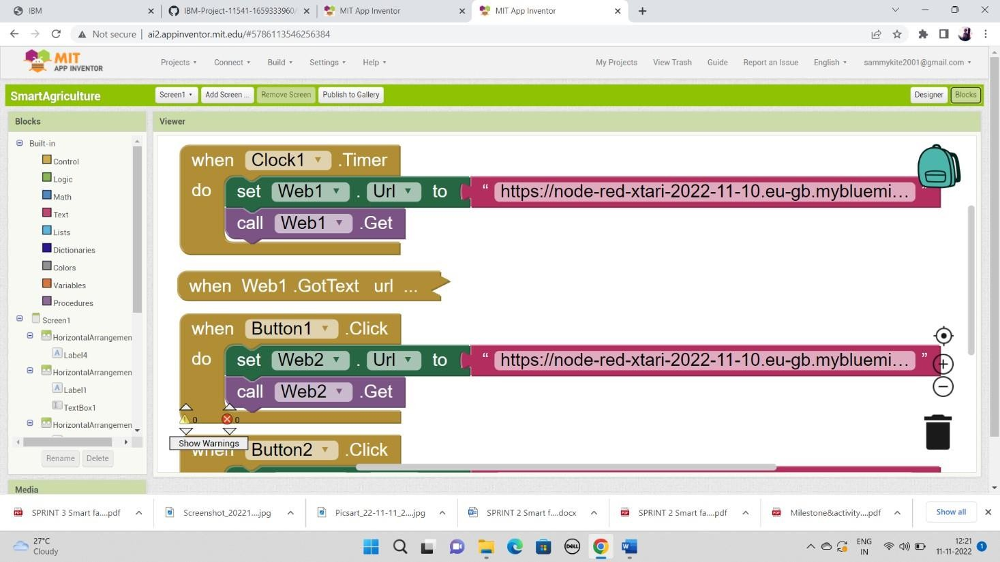 IBM
IBM-Project-11541-1659333960/
MIT App Inventor
MIT App Inventor
Not secure | ai2.appinventor.mit.edu/#5786113546256384
MIT
APP INVENTOR
Projects
Connect
Build
Settings
Help
My Projects
View Trash
Guide
Report an Issue
English
sammykite2001@gmail.com
SmartAgriculture
Screen1
Add Screen ...
Remove Screen
Publish to Gallery
Designer
Blocks
Blocks
Viewer
Built-in
Control
Logic
Math
Text
Lists
Dictionaries
Colors
Variables
Procedures
Screen1
HorizontalArrangemen
Label4
HorizontalArrangemen
Label1
TextBox1
HorizontalArrangemen
Rename
Delete
Media
when Clock1 .Timer
do set Web1 . Url to “ https://node-red-xtari-2022-11-10.eu-gb.mybluemi… ”
call Web1 .Get
when Web1 .GotText url ...
when Button1 .Click
do set Web2 . Url to “ https://node-red-xtari-2022-11-10.eu-gb.mybluemi… ”
call Web2 .Get
0
0
Show Warnings
when Button2 .Click
SPRINT 3 Smart fa....pdf
Screenshot_20221....jpg
Picsart_22-11-11_2....jpg
SPRINT 2 Smart f....docx
SPRINT 2 Smart fa....pdf
Milestone&activity....pdf
Show all
27°C
Cloudy
DELL
ENG
IN
12:21
11-11-2022
1